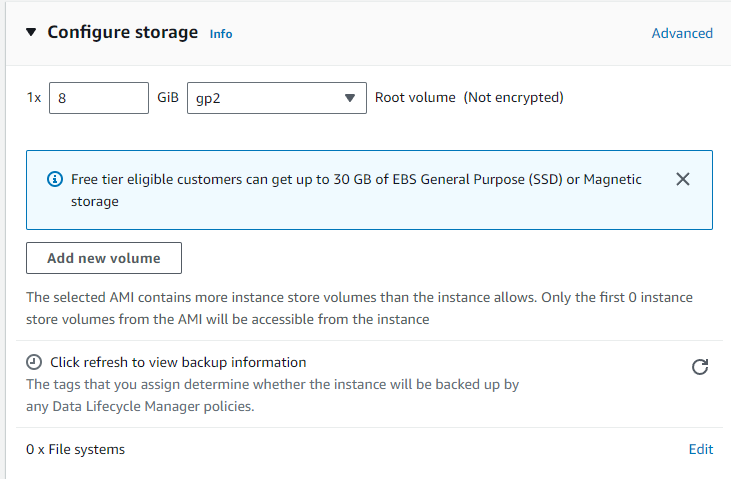 Configure storage Info Advanced
1x 8 GiB gp2 Root volume (Not encrypted)
Free tier eligible customers can get up to 30 GB of EBS General Purpose (SSD) or Magnetic
storage
Add new volume
The selected AMI contains more instance store volumes than the instance allows. Only the first 0 instance
store volumes from the AMI will be accessible from the instance
Click refresh to view backup information
The tags that you assign determine whether the instance will be backed up by
any Data Lifecycle Manager policies.
0 x File systems Edit